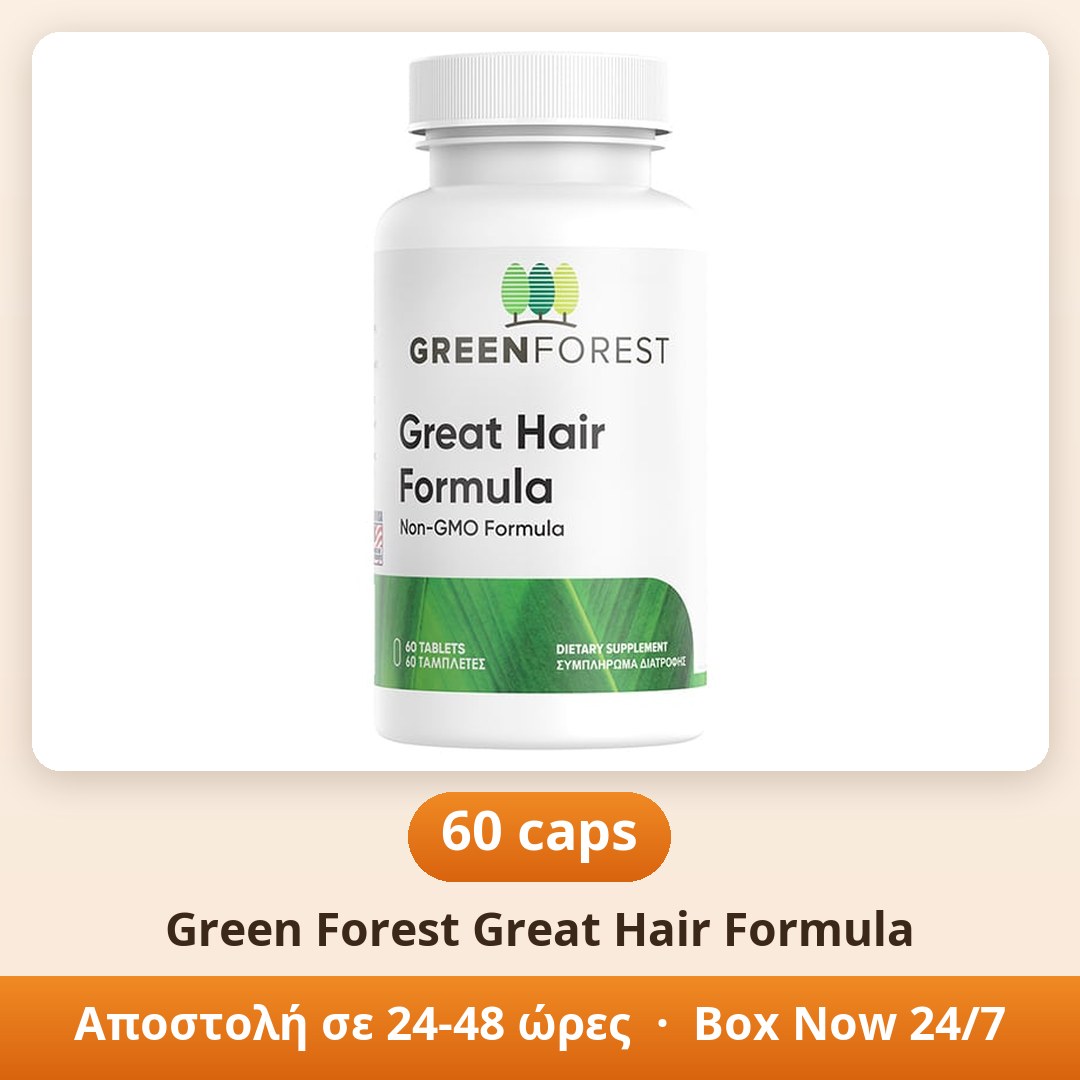 GREENFOREST
Great Hair
Formula
Non-GMO Formula
60 TABLETS
60 ΤΑΜΠΛΕΤΕΣ
DIETARY SUPPLEMENT
ΣΥΜΠΛΗΡΩΜΑ ΔΙΑΤΡΟΦΗΣ
60 caps
Green Forest Great Hair Formula
Αποστολή σε 24-48 ώρες · Box Now 24/7